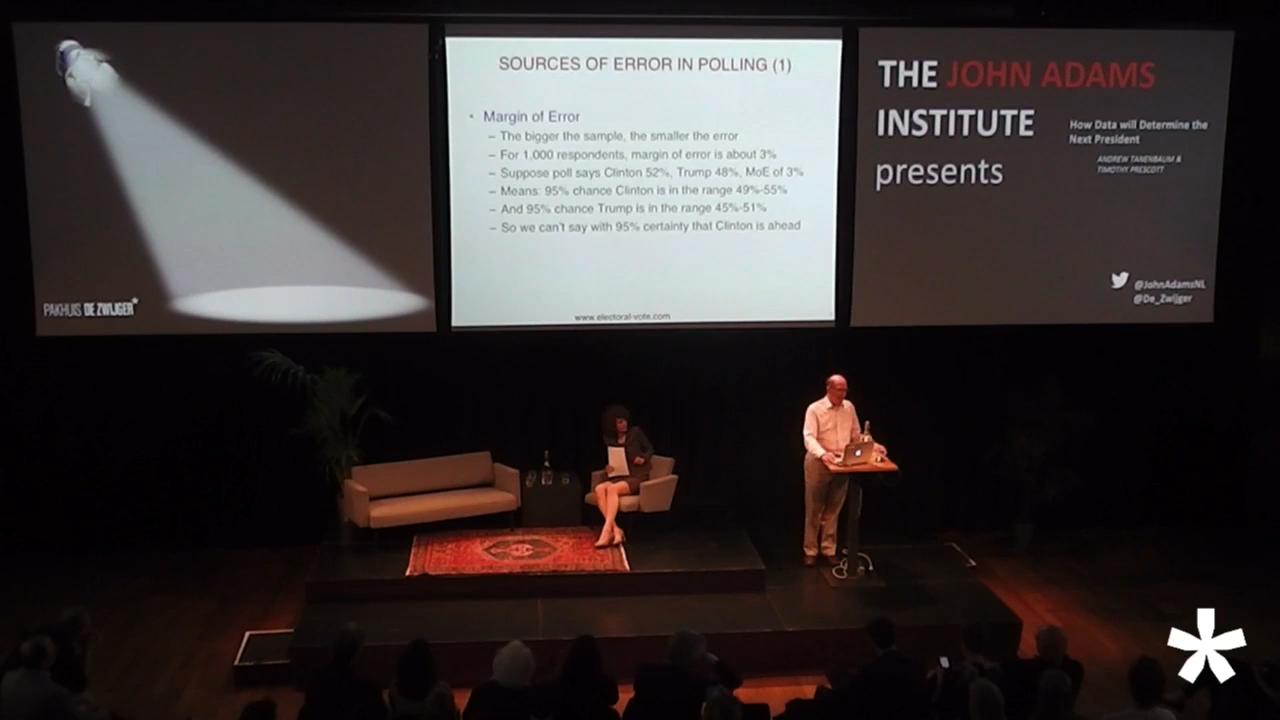 PAKHUIS DE ZWIJGER*
SOURCES OF ERROR IN POLLING (1)
• Margin of Error
– The bigger the sample, the smaller the error
– For 1,000 respondents, margin of error is about 3%
– Suppose poll says Clinton 52%, Trump 48%, MoE of 3%
– Means: 95% chance Clinton is in the range 49%-55%
– And 95% chance Trump is in the range 45%-51%
– So we can't say with 95% certainty that Clinton is ahead
www.electoral-vote.com
THE JOHN ADAMS
INSTITUTE
presents
How Data will Determine the
Next President
ANDREW TANENBAUM &
TIMOTHY PRESCOTT
@JohnAdamsNL
@De_Zwijger